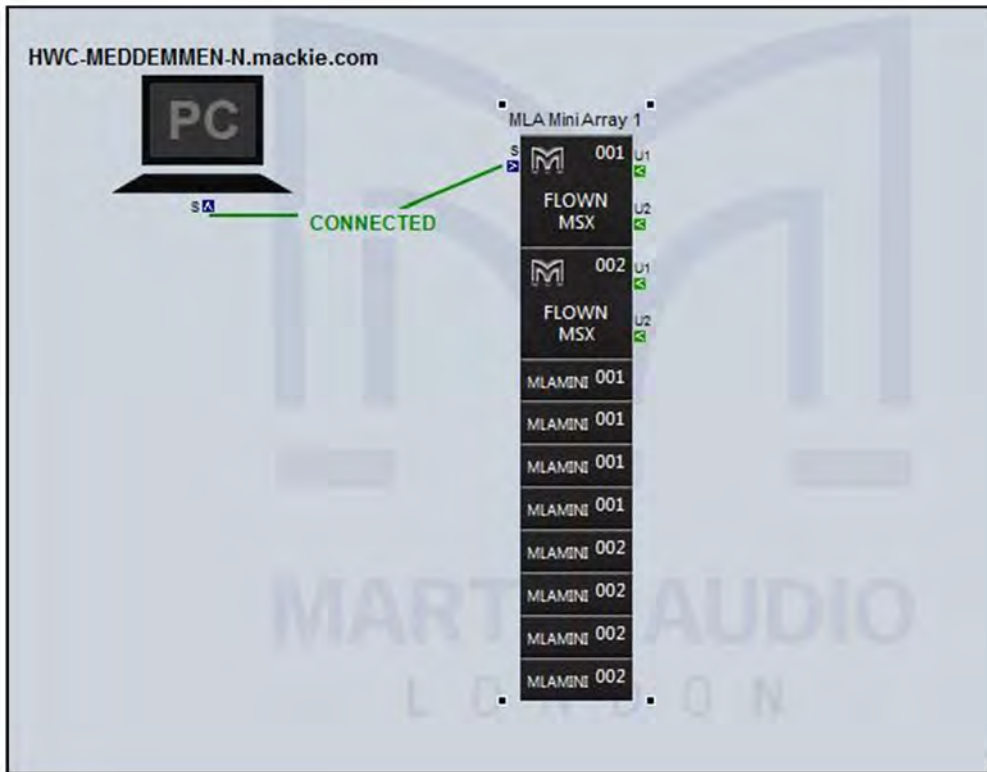 HWC-MEDDEMMEN-N.mackie.com
PC
S
CONNECTED
MLA Mini Array 1
S
001
U1
FLOWN
MSX
U2
002
U1
FLOWN
MSX
U2
MLAMINI 001
MLAMINI 001
MLAMINI 001
MLAMINI 001
MLAMINI 002
MLAMINI 002
MLAMINI 002
MLAMINI 002
MART AUDIO
LONDON